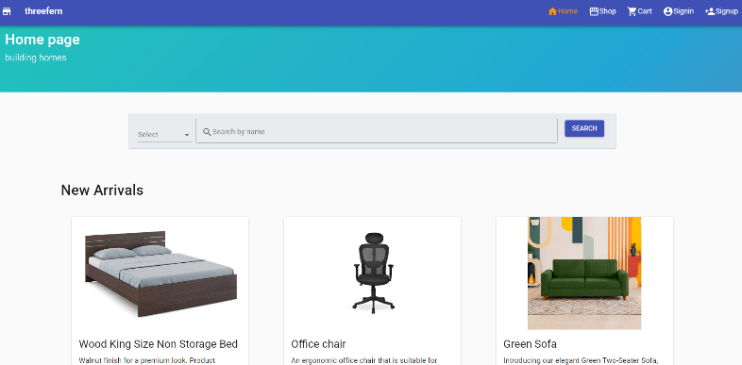 threefern
Home
Shop
Cart
Signin
Signup
Home page
building homes
Select
Search by name
SEARCH
New Arrivals
Wood King Size Non Storage Bed
Walnut finish for a premium look. Product
Office chair
An ergonomic office chair that is suitable for
Green Sofa
Introducing our elegant Green Two-Seater Sofa,